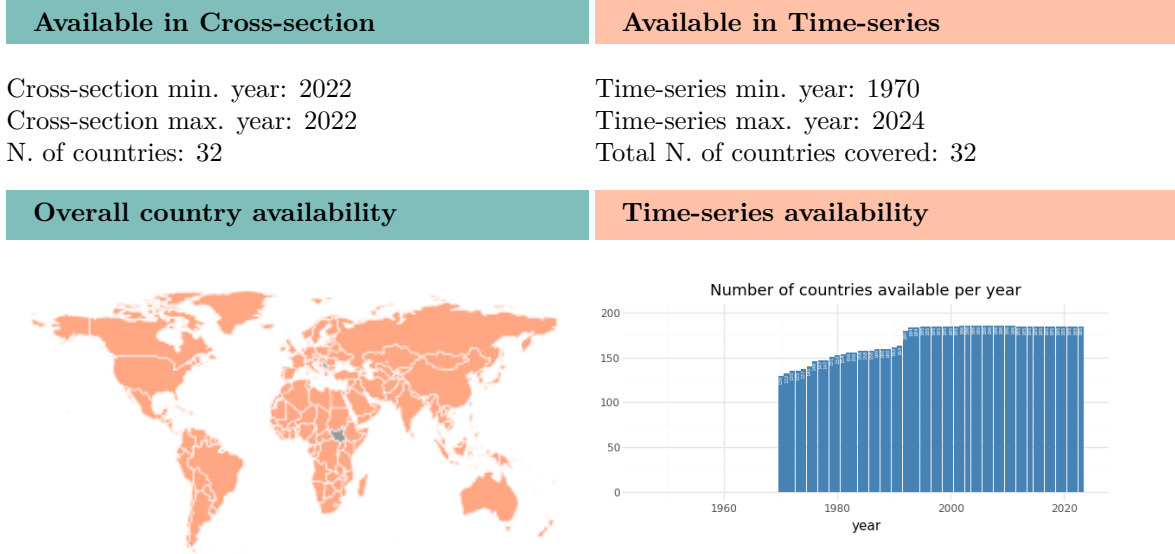 Available in Cross-section
Available in Time-series
Cross-section min. year: 2022
Cross-section max. year: 2022
N. of countries: 32
Time-series min. year: 1970
Time-series max. year: 2024
Total N. of countries covered: 32
Overall country availability
Time-series availability
Number of countries available per year
200
150
100
50
0
1960
1980
2000
2020
year